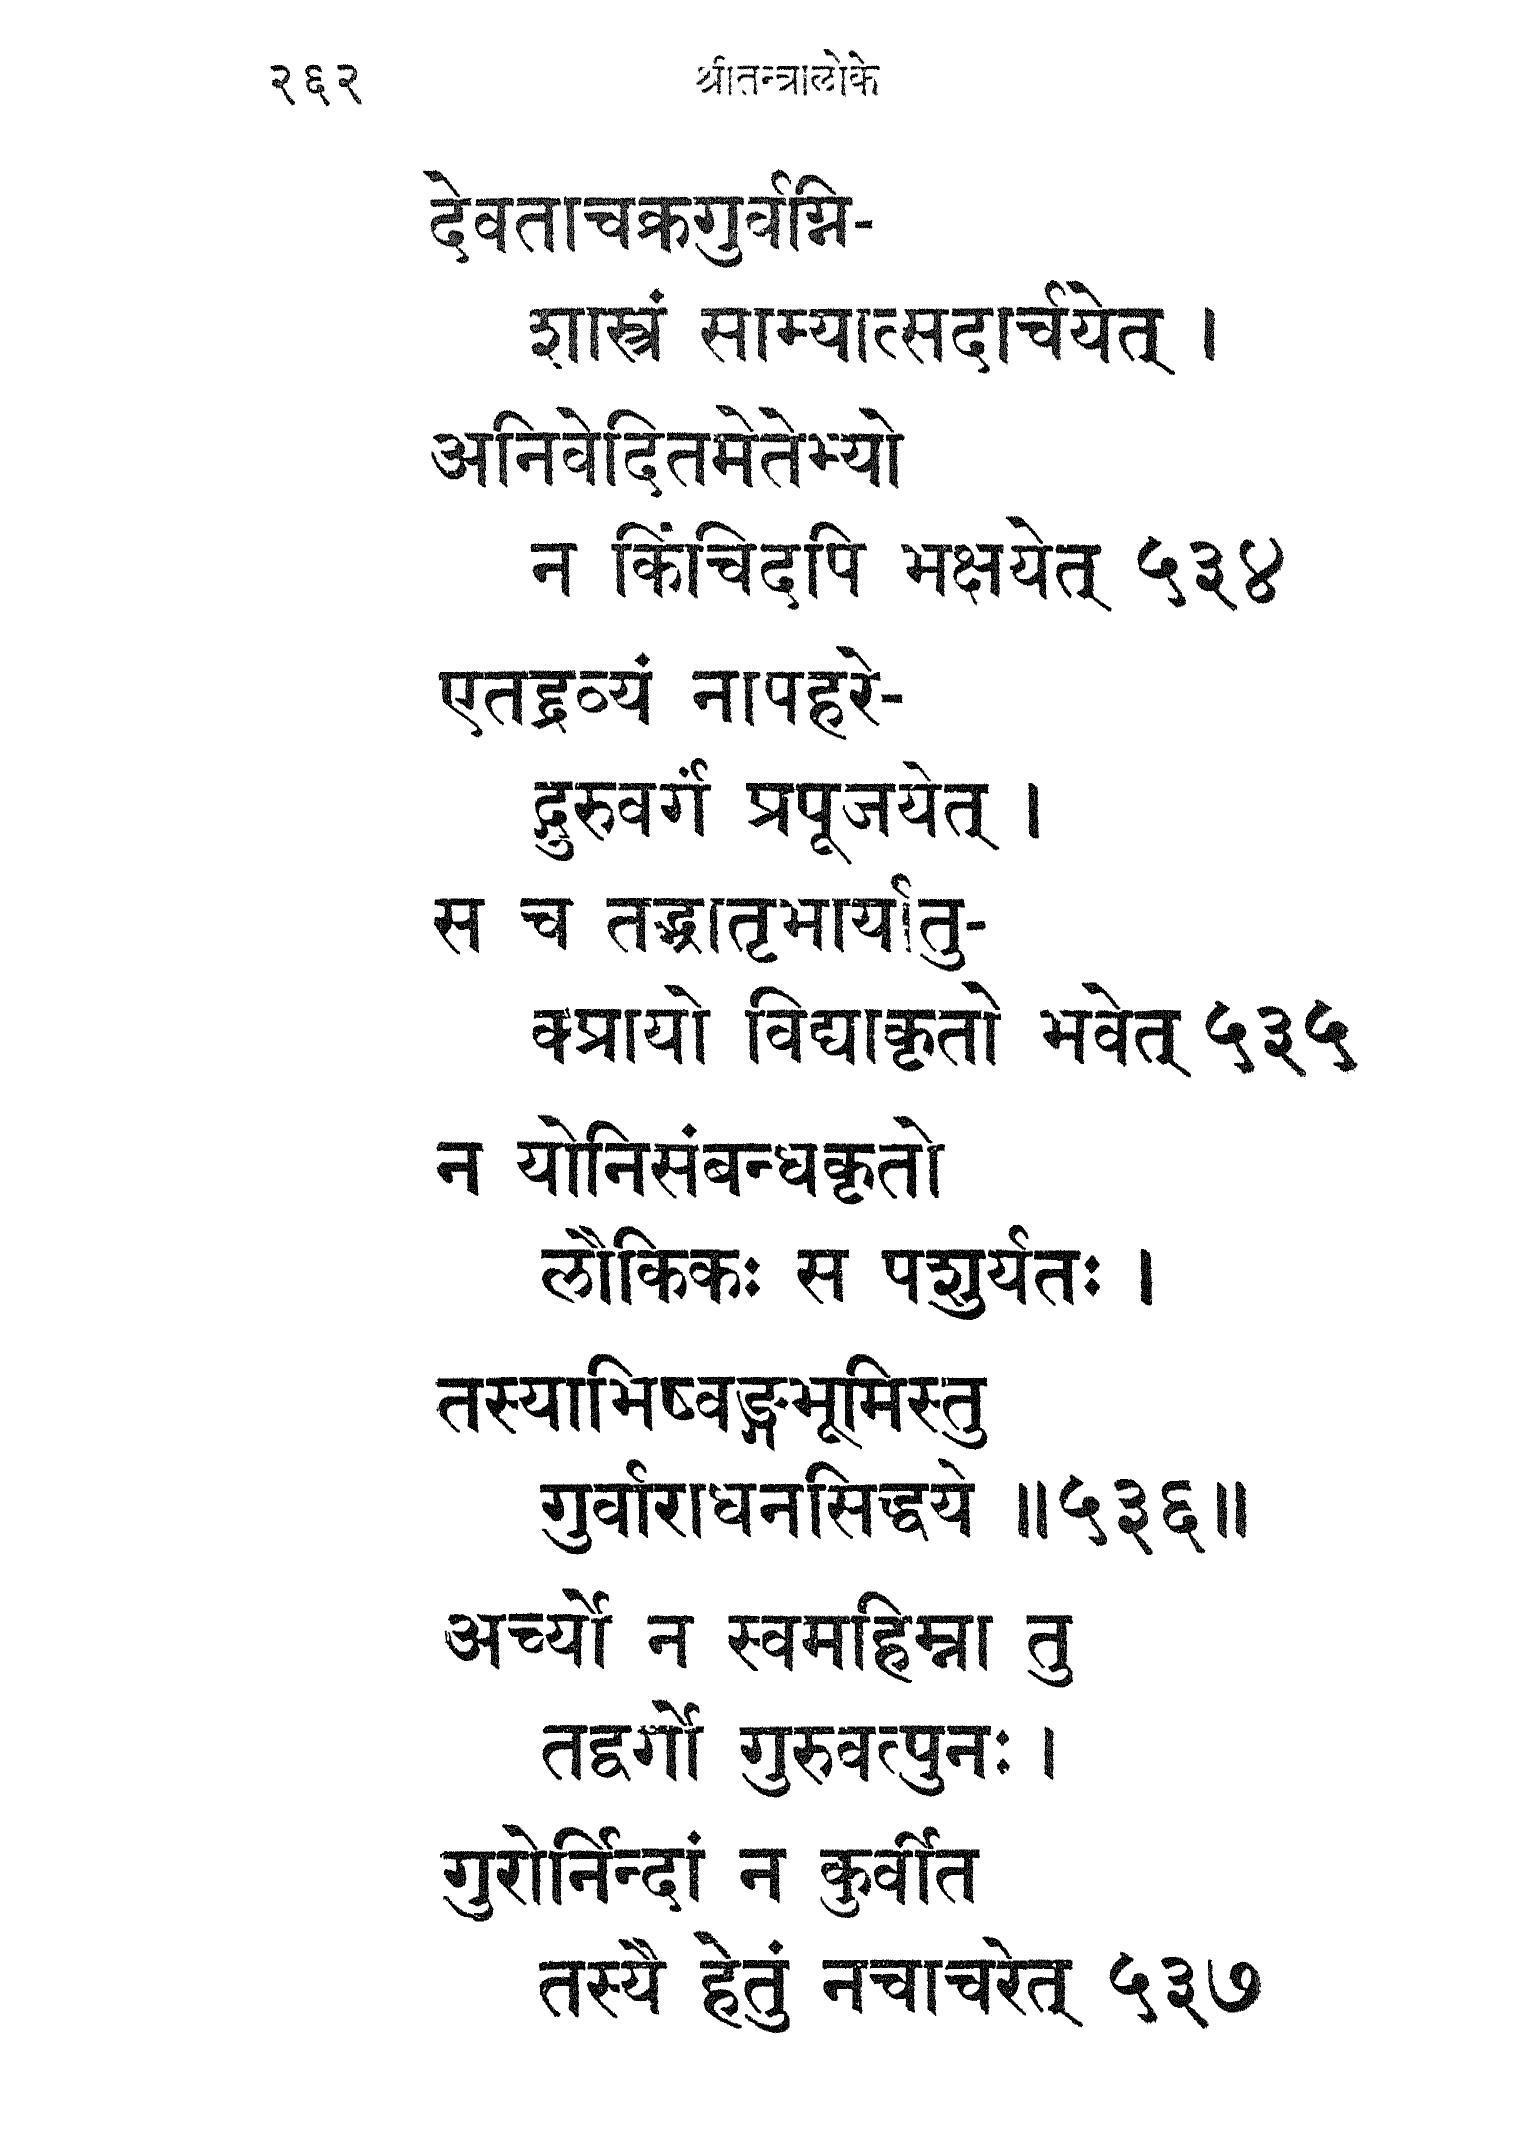 २६२ श्रीतन्त्रालोके
देवताचक्रगुर्वाग्नि-
शास्त्रं साम्यात्सदार्चयेत् ।
अनिवेदितमेतेभ्यो
न किंचिदपि भक्षयेत् ५३४
एतद्द्रव्यं नापहरे-
द्गुरुवर्गं प्रपूजयेत् ।
स च तद्भ्रातृभार्यातु-
क्प्रायो विद्याकृतो भवेत् ५३५
न योनिसंबन्धकृतो
लौकिकः स पशुर्यतः ।
तस्याभिष्वङ्गभूमिस्तु
गुर्वाराधनसिद्धये ॥५३६॥
अर्च्यो न स्वमहिम्ना तु
तद्वर्गो गुरुवत्पुनः ।
गुरोर्निन्दां न कुर्वीत
तस्यै हेतुं नचाचरेत् ५३७